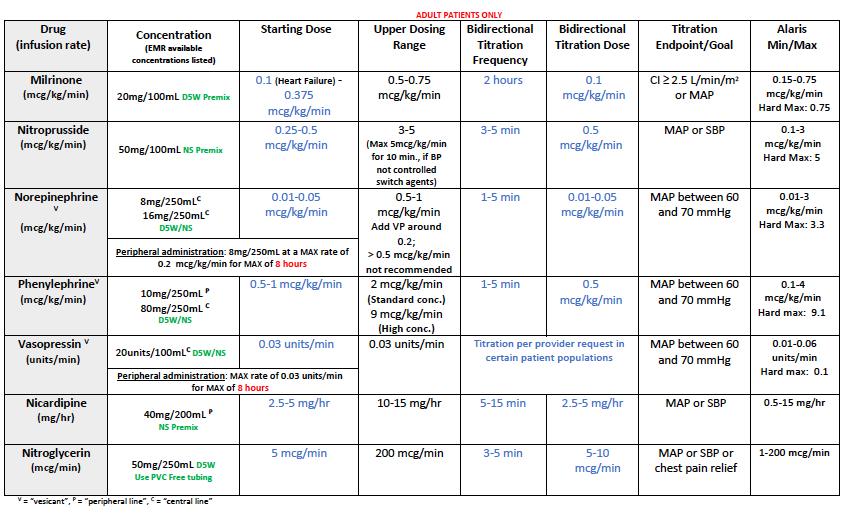 ADULT PATIENTS ONLY
Drug
(infusion rate)
Concentration
(EMR available
concentrations listed)
Starting Dose
Upper Dosing
Range
Bidirectional
Titration
Frequency
Bidirectional
Titration Dose
Titration
Endpoint/Goal
Alaris
Min/Max
Milrinone
(mcg/kg/min)
20mg/100mL D5W Premix
0.1 (Heart Failure) –
0.375
mcg/kg/min
0.5-0.75
mcg/kg/min
2 hours
0.1
mcg/kg/min
CI ≥ 2.5 L/min/m²
or MAP
0.15-0.75
mcg/kg/min
Hard Max: 0.75
Nitroprusside
(mcg/kg/min)
50mg/100mL NS Premix
0.25-0.5
mcg/kg/min
3-5
(Max 5mcg/kg/min
for 10 min., if BP
not controlled
switch agents)
3-5 min
0.5
mcg/kg/min
MAP or SBP
0.1-3
mcg/kg/min
Hard Max: 5
Norepinephrine
V
(mcg/kg/min)
8mg/250mL C
16mg/250mL C
D5W/NS
0.01-0.05
mcg/kg/min
Peripheral administration: 8mg/250mL at a MAX rate of
0.2 mcg/kg/min for MAX of 8 hours
0.5-1
mcg/kg/min
Add VP around
0.2;
> 0.5 mcg/kg/min
not recommended
1-5 min
0.01-0.05
mcg/kg/min
MAP between 60
and 70 mmHg
0.01-3
mcg/kg/min
Hard Max: 3.3
Phenylephrine V
(mcg/kg/min)
10mg/250mL P
80mg/250mL C
D5W/NS
0.5-1 mcg/kg/min
2 mcg/kg/min
(Standard conc.)
9 mcg/kg/min
(High conc.)
1-5 min
0.5
mcg/kg/min
MAP between 60
and 70 mmHg
0.1-4
mcg/kg/min
Hard max: 9.1
Vasopressin V
(units/min)
20units/100mL C D5W/NS
0.03 units/min
Peripheral administration: MAX rate of 0.03 units/min
for MAX of 8 hours
0.03 units/min
Titration per provider request in
certain patient populations
MAP between 60
and 70 mmHg
0.01-0.06
units/min
Hard max: 0.1
Nicardipine
(mg/hr)
40mg/200mL P
NS Premix
2.5-5 mg/hr
10-15 mg/hr
5-15 min
2.5-5 mg/hr
MAP or SBP
0.5-15 mg/hr
Nitroglycerin
(mcg/min)
50mg/250mL D5W
Use PVC Free tubing
5 mcg/min
200 mcg/min
3-5 min
5-10
mcg/min
MAP or SBP or
chest pain relief
1-200 mcg/min
V = "vesicant", P = "peripheral line", C = "central line"